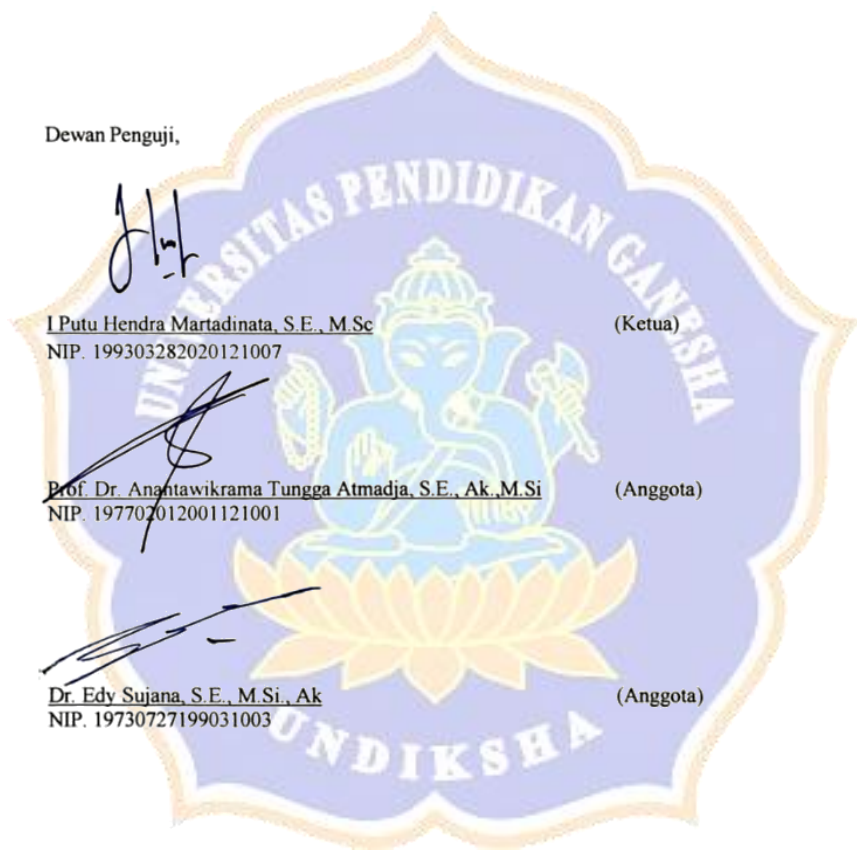 Dewan Penguji,
UNIVERSITAS PENDIDIKAN GANESHA
I Putu Hendra Martadinata, S.E., M.Sc (Ketua)
NIP. 199303282020121007
Prof. Dr. Anantawikrama Tungga Atmadja, S.E., Ak.,M.Si (Anggota)
NIP. 197702012001121001
Dr. Edy Sujana, S.E., M.Si., Ak (Anggota)
NIP. 19730727199031003
UNDIKSHA